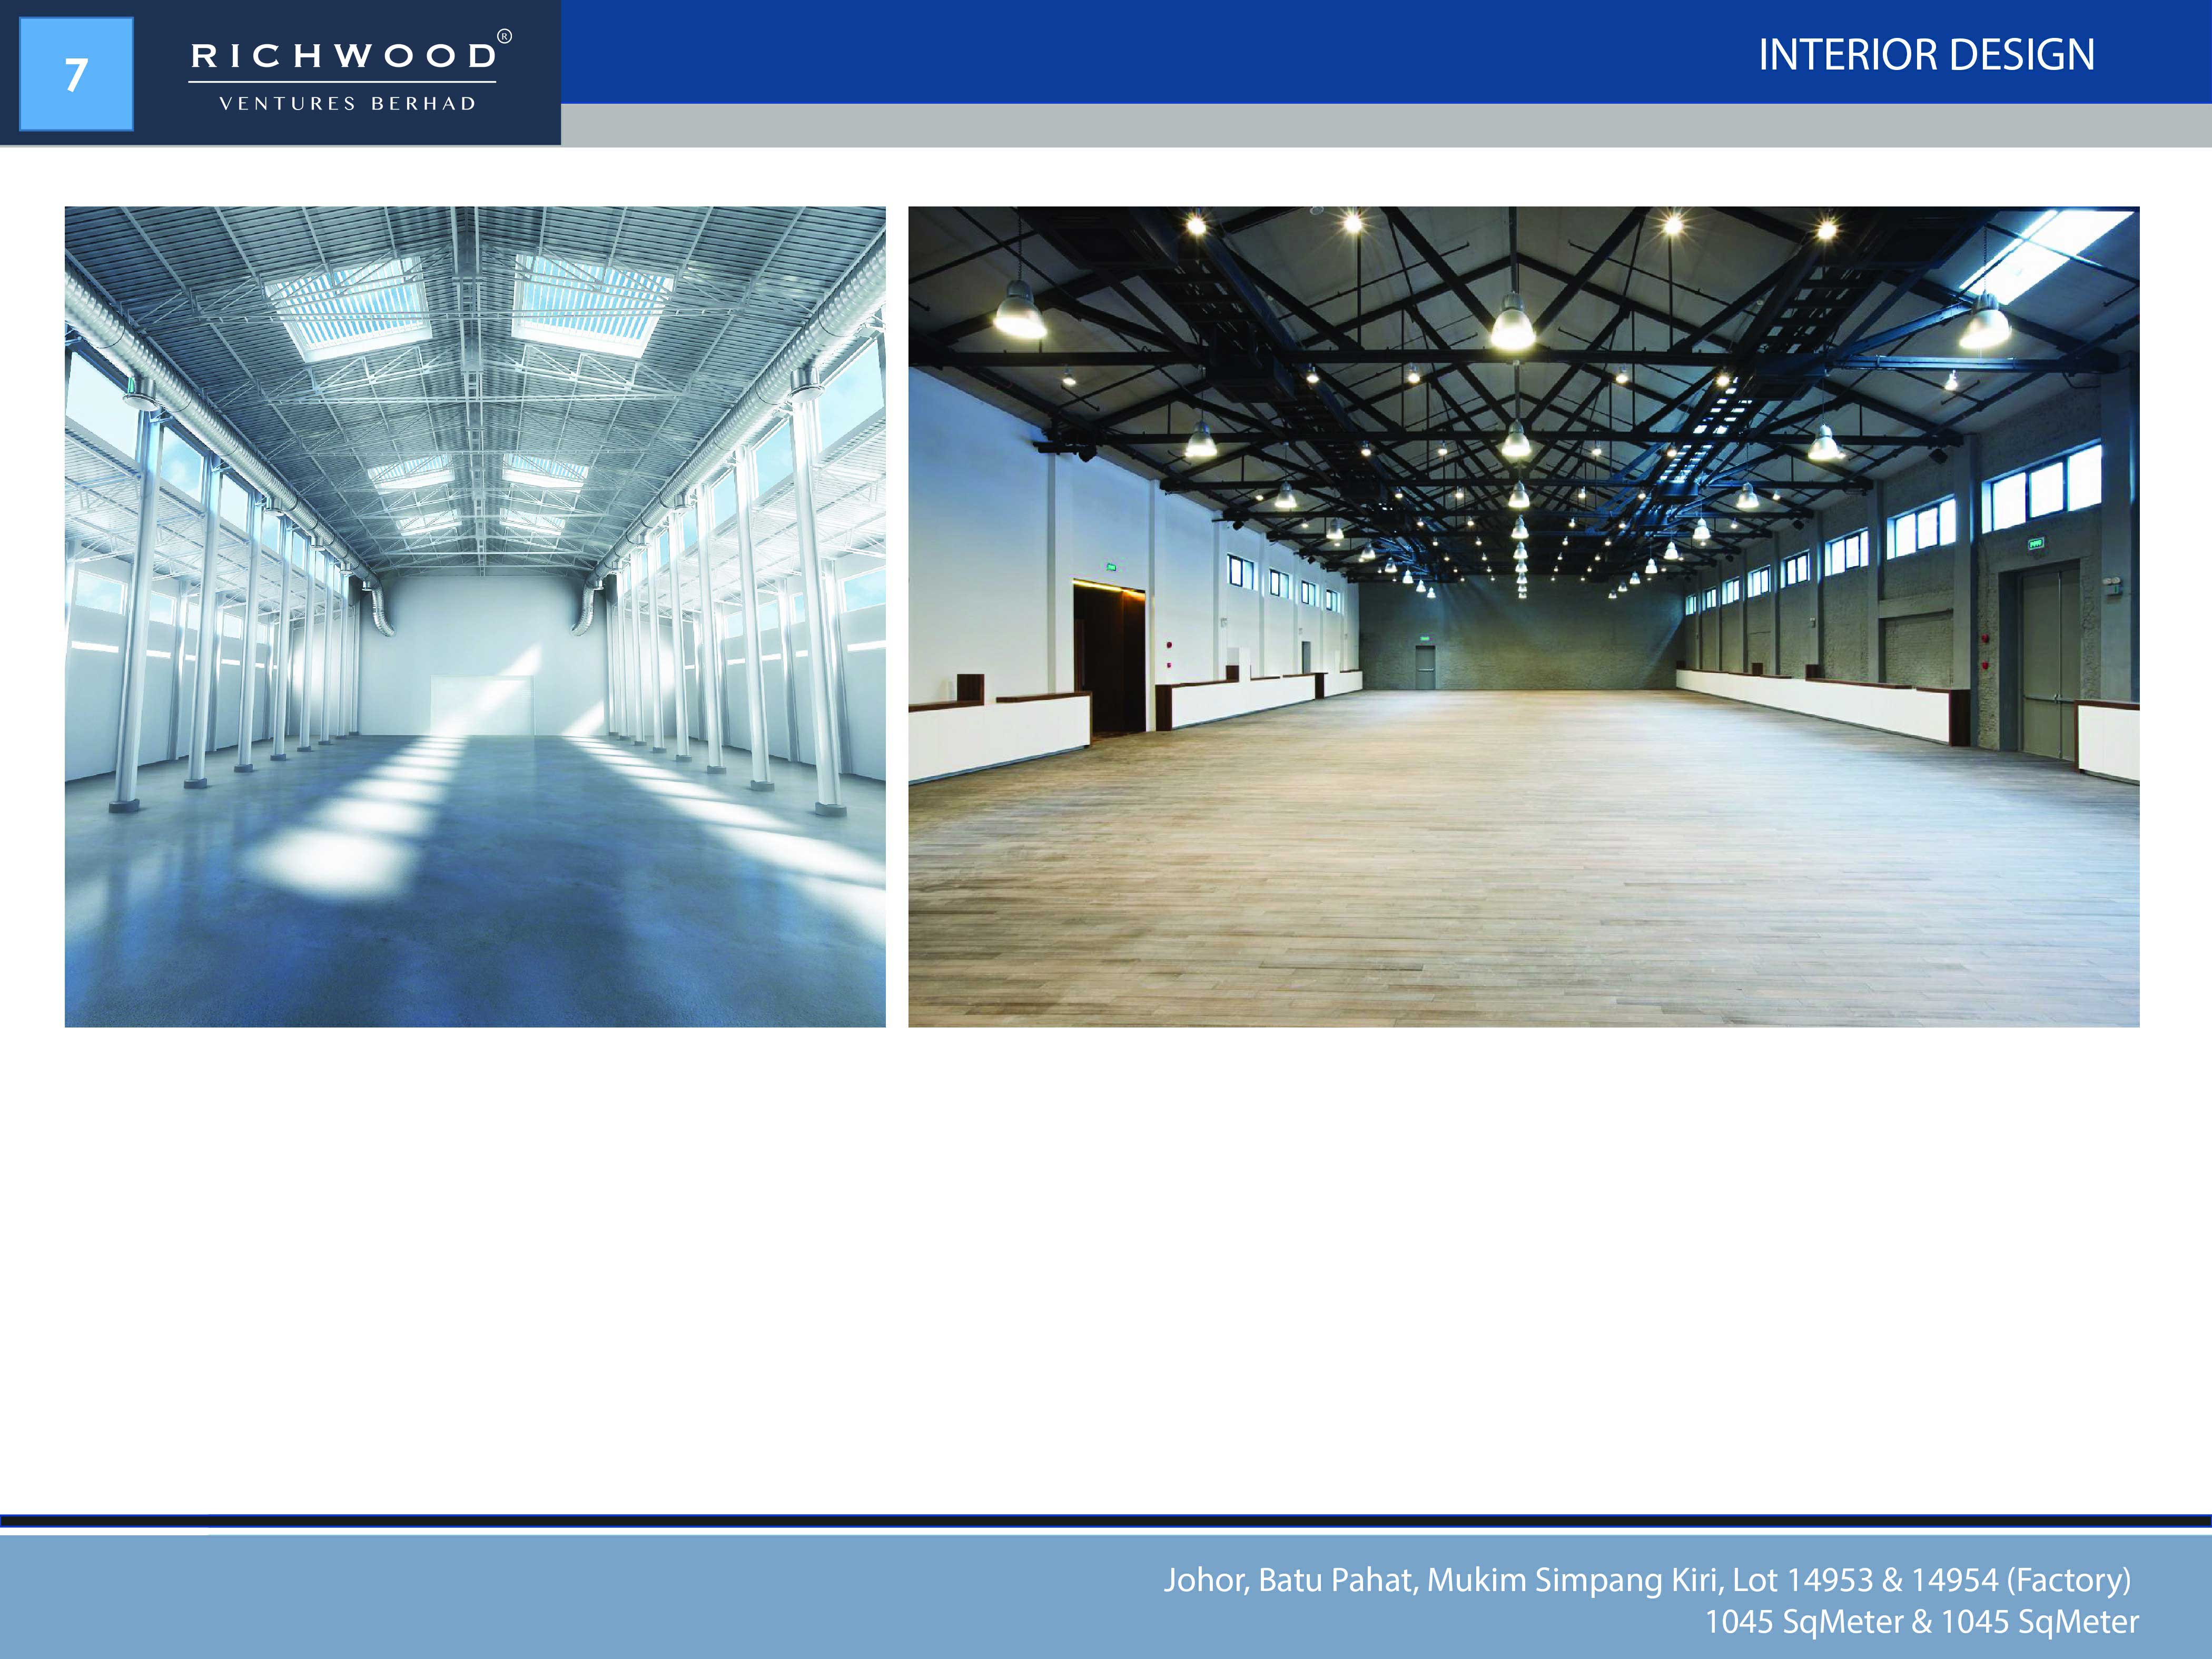 7
RICHWOOD®
VENTURES BERHAD
INTERIOR DESIGN
Johor, Batu Pahat, Mukim Simpang Kiri, Lot 14953 & 14954 (Factory)
1045 SqMeter & 1045 SqMeter